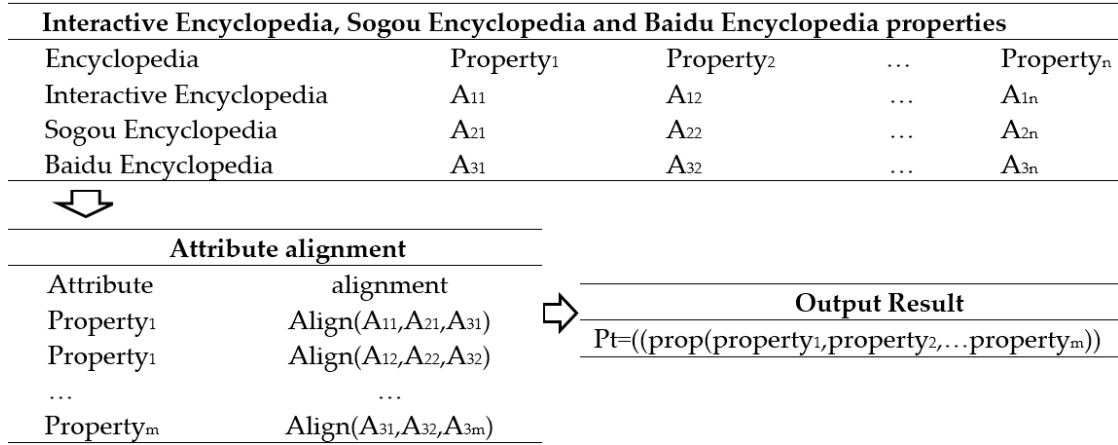 Interactive Encyclopedia, Sogou Encyclopedia and Baidu Encyclopedia properties
Encyclopedia Property₁ Property₂ … Propertyₙ
Interactive Encyclopedia A₁₁ A₁₂ … A₁ₙ
Sogou Encyclopedia A₂₁ A₂₂ … A₂ₙ
Baidu Encyclopedia A₃₁ A₃₂ … A₃ₙ
Attribute alignment
Attribute alignment
Property₁ Align(A₁₁,A₂₁,A₃₁)
Property₁ Align(A₁₂,A₂₂,A₃₂)
… …
Propertyₘ Align(A₃₁,A₃₂,A₃ₘ)
Output Result
Pt=((prop(property₁,property₂,…propertyₘ))